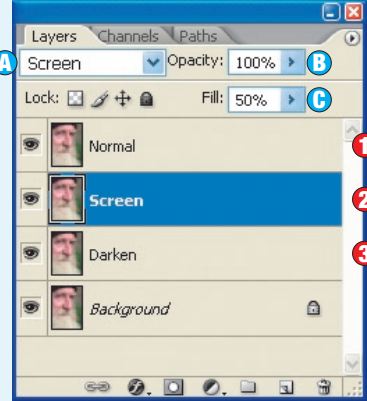 Layers Channels Paths
A Screen Opacity: 100% B
Lock: Fill: 50% C
Normal 1
Screen 2
Darken 3
Background